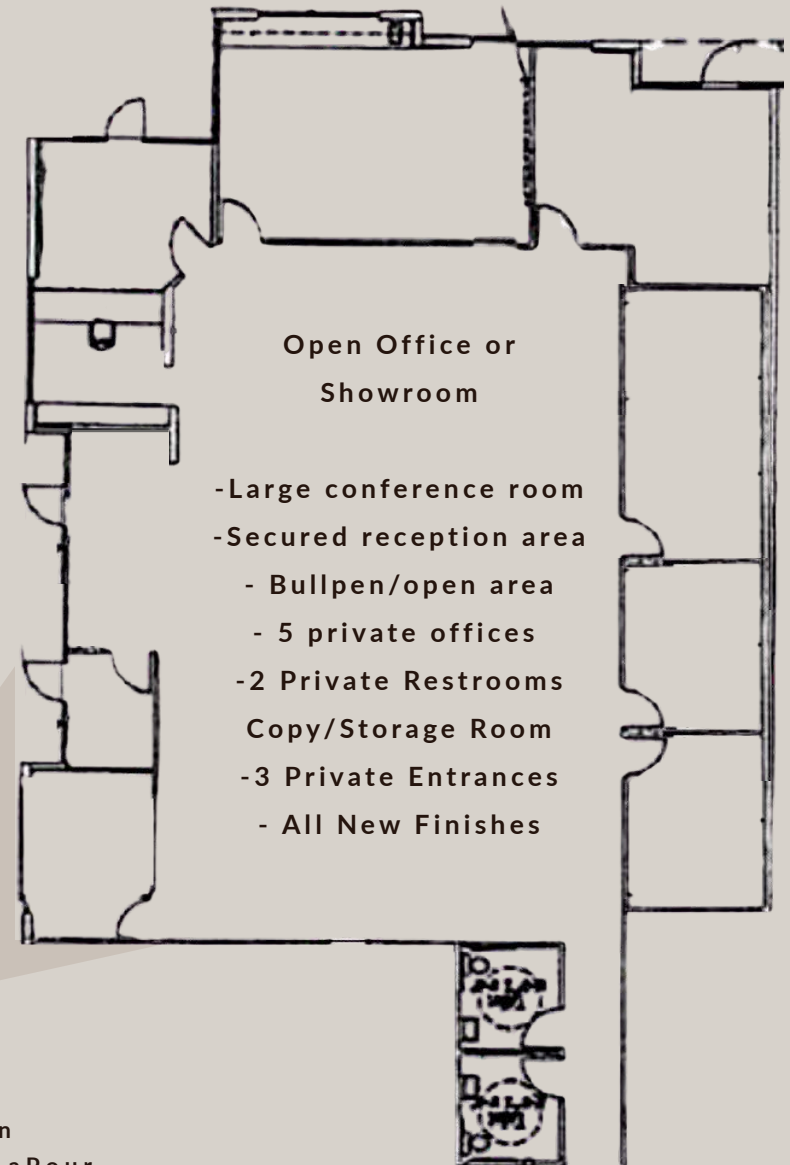 Open Office or
Showroom
-Large conference room
-Secured reception area
- Bullpen/open area
- 5 private offices
-2 Private Restrooms
Copy/Storage Room
-3 Private Entrances
- All New Finishes